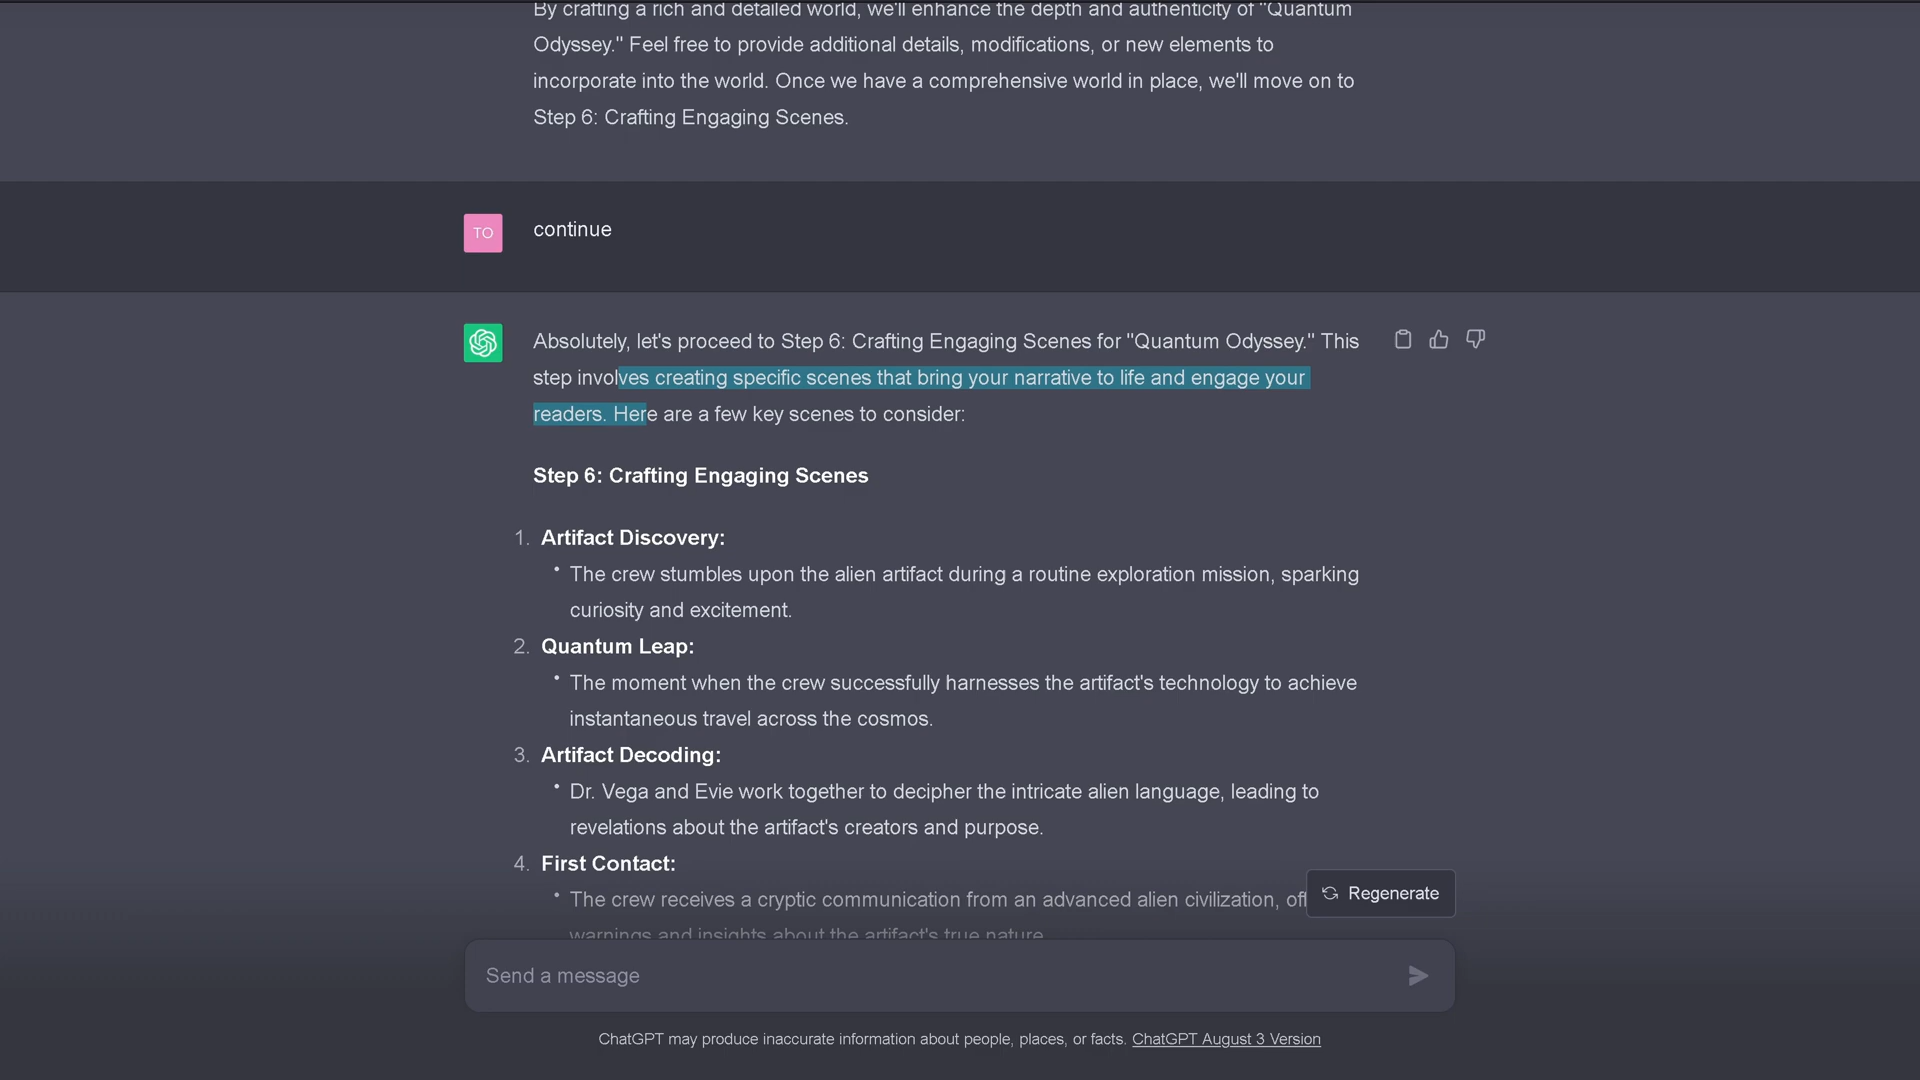 By crafting a rich and detailed world, we'll enhance the depth and authenticity of "Quantum
Odyssey." Feel free to provide additional details, modifications, or new elements to
incorporate into the world. Once we have a comprehensive world in place, we'll move on to
Step 6: Crafting Engaging Scenes.
TO
continue
Absolutely, let's proceed to Step 6: Crafting Engaging Scenes for "Quantum Odyssey." This
step involves creating specific scenes that bring your narrative to life and engage your
readers. Here are a few key scenes to consider:
Step 6: Crafting Engaging Scenes
1. Artifact Discovery:
• The crew stumbles upon the alien artifact during a routine exploration mission, sparking
curiosity and excitement.
2. Quantum Leap:
• The moment when the crew successfully harnesses the artifact's technology to achieve
instantaneous travel across the cosmos.
3. Artifact Decoding:
• Dr. Vega and Evie work together to decipher the intricate alien language, leading to
revelations about the artifact's creators and purpose.
4. First Contact:
• The crew receives a cryptic communication from an advanced alien civilization,
Regenerate
warnings and insights about the artifact's true nature.
Send a message
ChatGPT may produce inaccurate information about people, places, or facts. ChatGPT August 3 Version